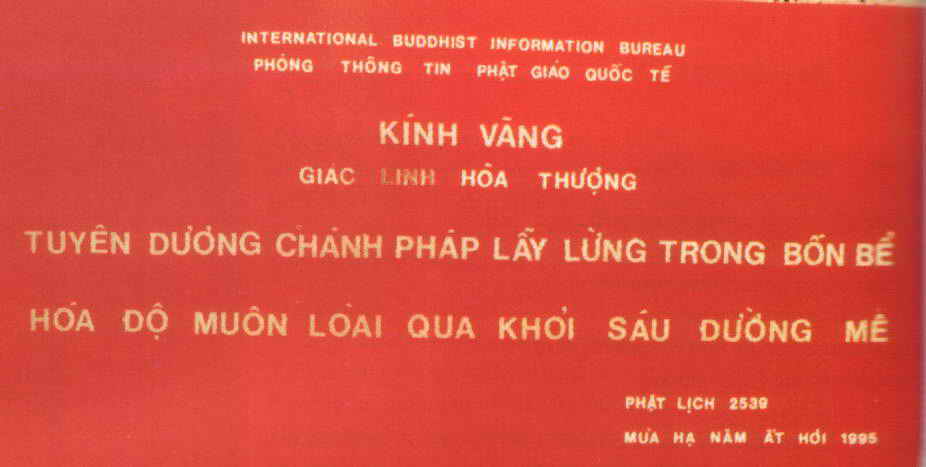 INTERNATIONAL BUDDHIST INFORMATION BUREAU
PHÒNG THÔNG TIN PHẬT GIÁO QUỐC TẾ
KÍNH VÃNG
GIÁC LINH HÒA THƯỢNG
TUYÊN DƯƠNG CHÁNH PHÁP LẪY LỪNG TRONG BỐN BỂ
HÓA ĐỘ MUÔN LOÀI QUA KHỎI SÁU ĐƯỜNG MÊ
PHẬT LỊCH 2539
MÙA HẠ NĂM ẤT HỢI 1995